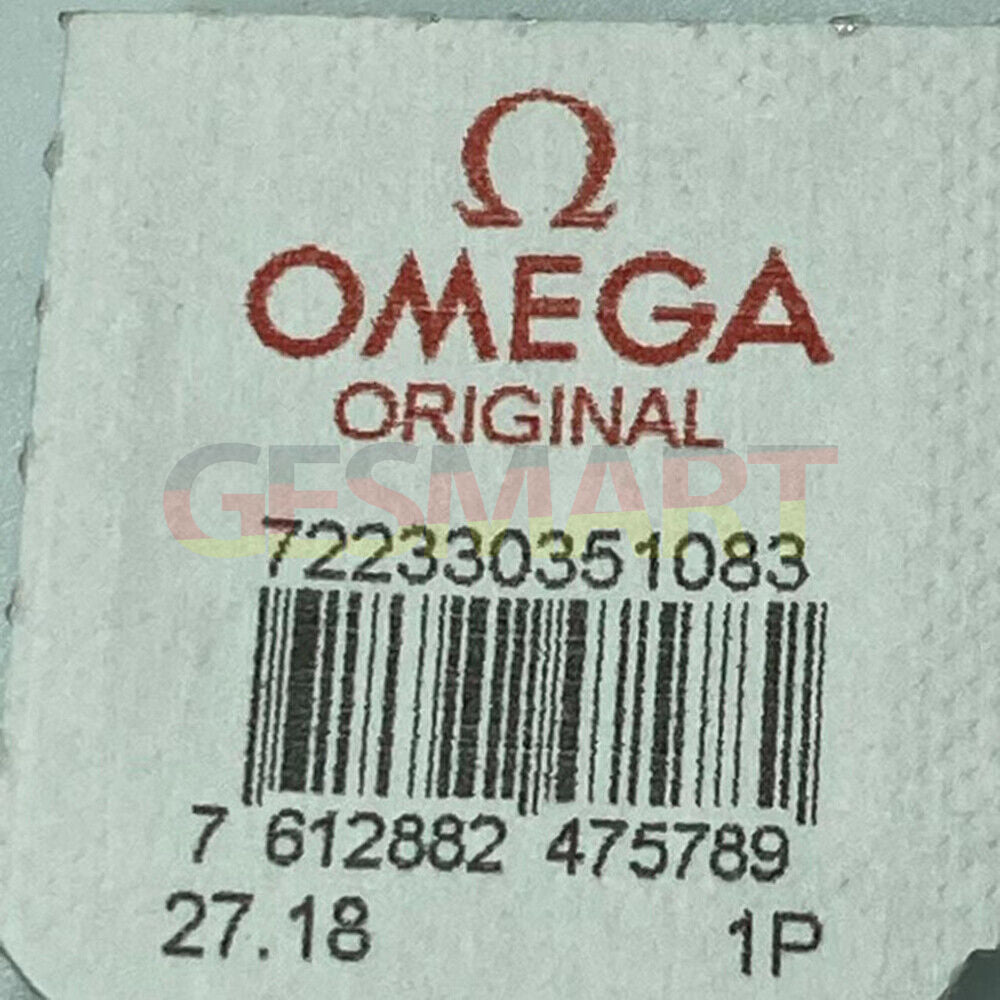 Ω
OMEGA
ORIGINAL
GESMART
722330351083
7 612882 475789
27.18 1P